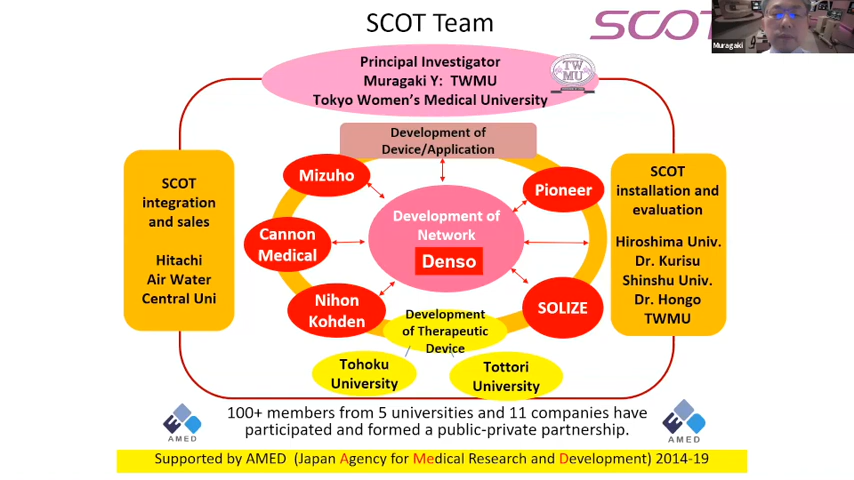 SCOT Team
SCOT
Muragaki
Principal Investigator
Muragaki Y: TWMU
Tokyo Women's Medical University
TW
MU
Development of
Device/Application
Mizuho
Pioneer
Cannon
Medical
Development of
Network
Denso
Nihon
Kohden
SOLIZE
Development
of Therapeutic
Device
Tohoku
University
Tottori
University
SCOT
integration
and sales
Hitachi
Air Water
Central Uni
SCOT
installation and
evaluation
Hiroshima Univ.
Dr. Kurisu
Shinshu Univ.
Dr. Hongo
TWMU
100+ members from 5 universities and 11 companies have
participated and formed a public-private partnership.
AMED
AMED
Supported by AMED (Japan Agency for Medical Research and Development) 2014-19